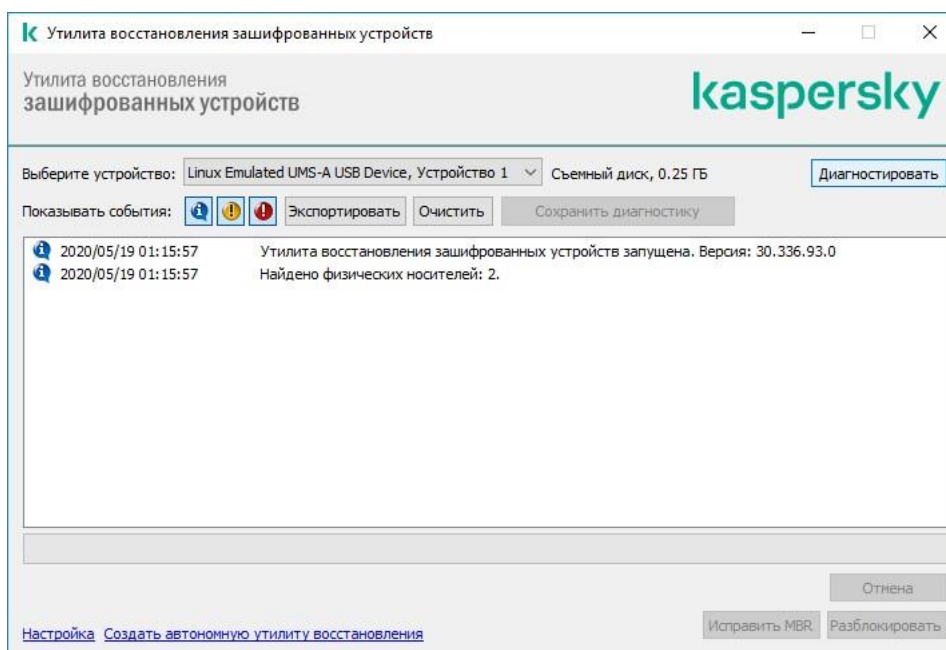 Утилита восстановления зашифрованных устройств
Утилита восстановления
зашифрованных устройств
kaspersky
Выберите устройство: Linux Emulated UMS-A USB Device, Устройство 1 Съемный диск, 0.25 ГБ Диагностировать
Показывать события: Экспортировать Очистить Сохранить диагностику
2020/05/19 01:15:57 Утилита восстановления зашифрованных устройств запущена. Версия: 30.336.93.0
2020/05/19 01:15:57 Найдено физических носителей: 2.
Отмена
Настройка Создать автономную утилиту восстановления Исправить MBR Разблокировать